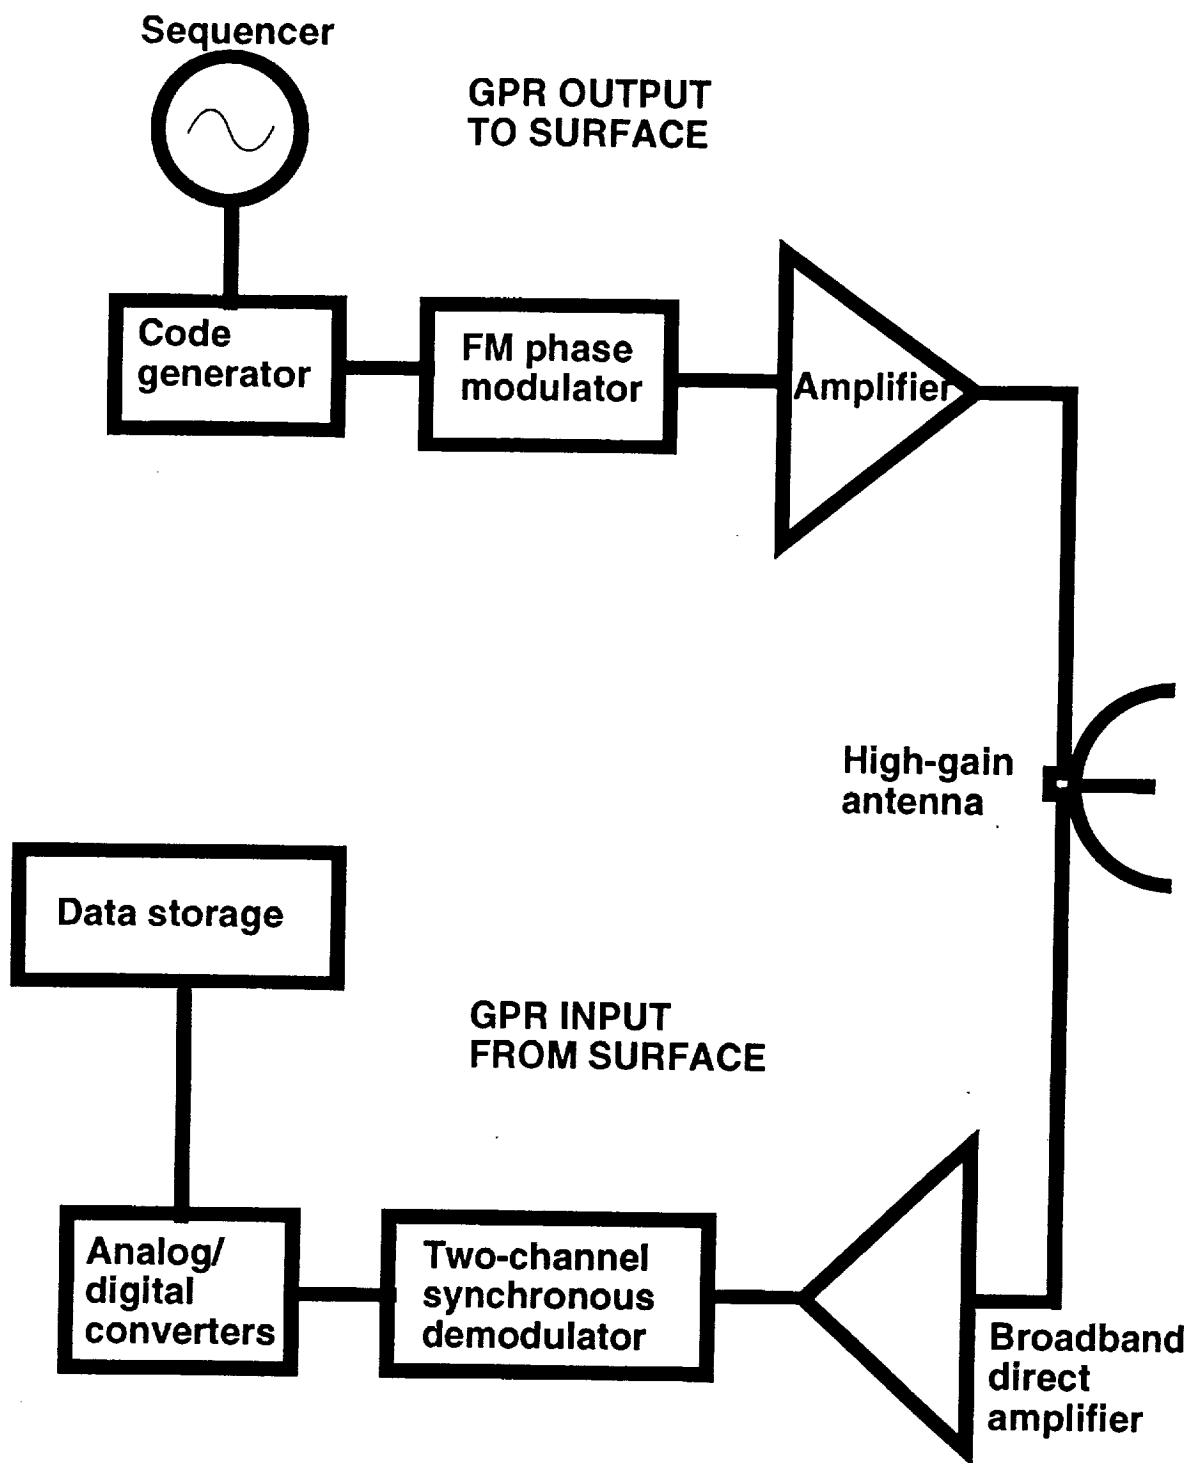 Sequencer
GPR OUTPUT
TO SURFACE
Code
generator
FM phase
modulator
Amplifier
High-gain
antenna
Data storage
GPR INPUT
FROM SURFACE
Analog/
digital
converters
Two-channel
synchronous
demodulator
Broadband
direct
amplifier